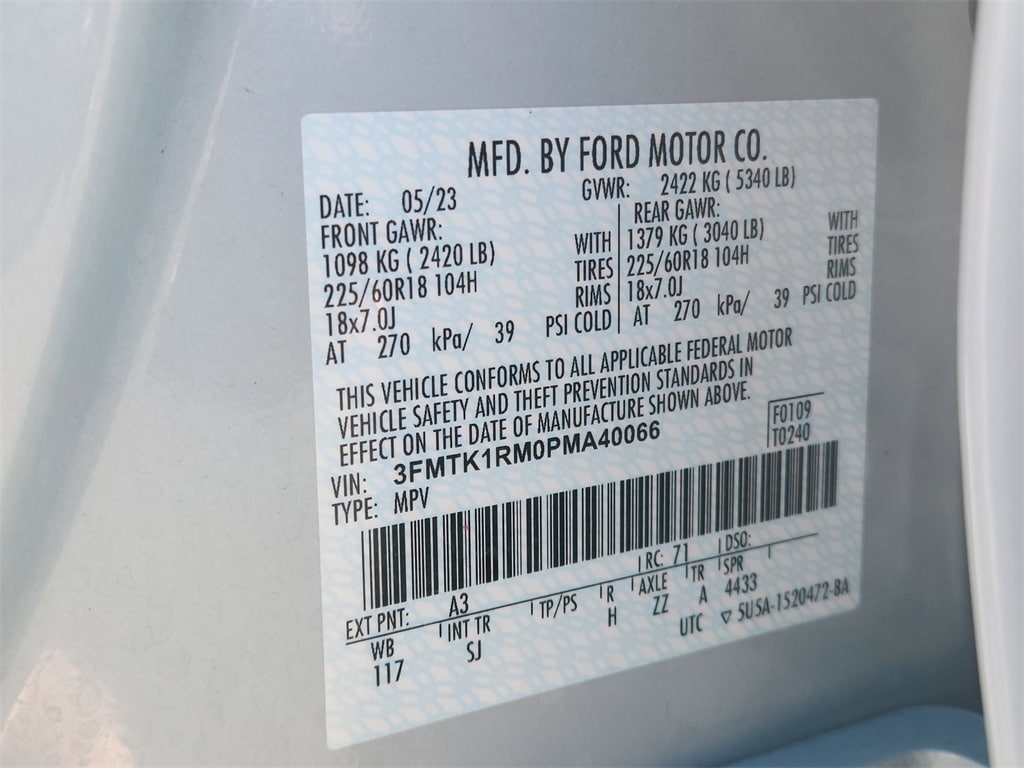 MFD. BY FORD MOTOR CO.
DATE: 05/23 GVWR: 2422 KG ( 5340 LB)
FRONT GAWR: REAR GAWR:
1098 KG ( 2420 LB) WITH 1379 KG ( 3040 LB) WITH
225/60R18 104H TIRES 225/60R18 104H TIRES
18x7.0J RIMS 18x7.0J RIMS
AT 270 kPa/ 39 PSI COLD AT 270 kPa/ 39 PSI COLD
THIS VEHICLE CONFORMS TO ALL APPLICABLE FEDERAL MOTOR
VEHICLE SAFETY AND THEFT PREVENTION STANDARDS IN
EFFECT ON THE DATE OF MANUFACTURE SHOWN ABOVE.
F0109
T0240
VIN: 3FMTK1RM0PMA40066
TYPE: MPV
EXT PNT: A3 RC: 71 DSO:
WB INT TR TP/PS R AXLE TR SPR
117 SJ H ZZ A 4433
UTC ▽ 5U5A-1520472-BA